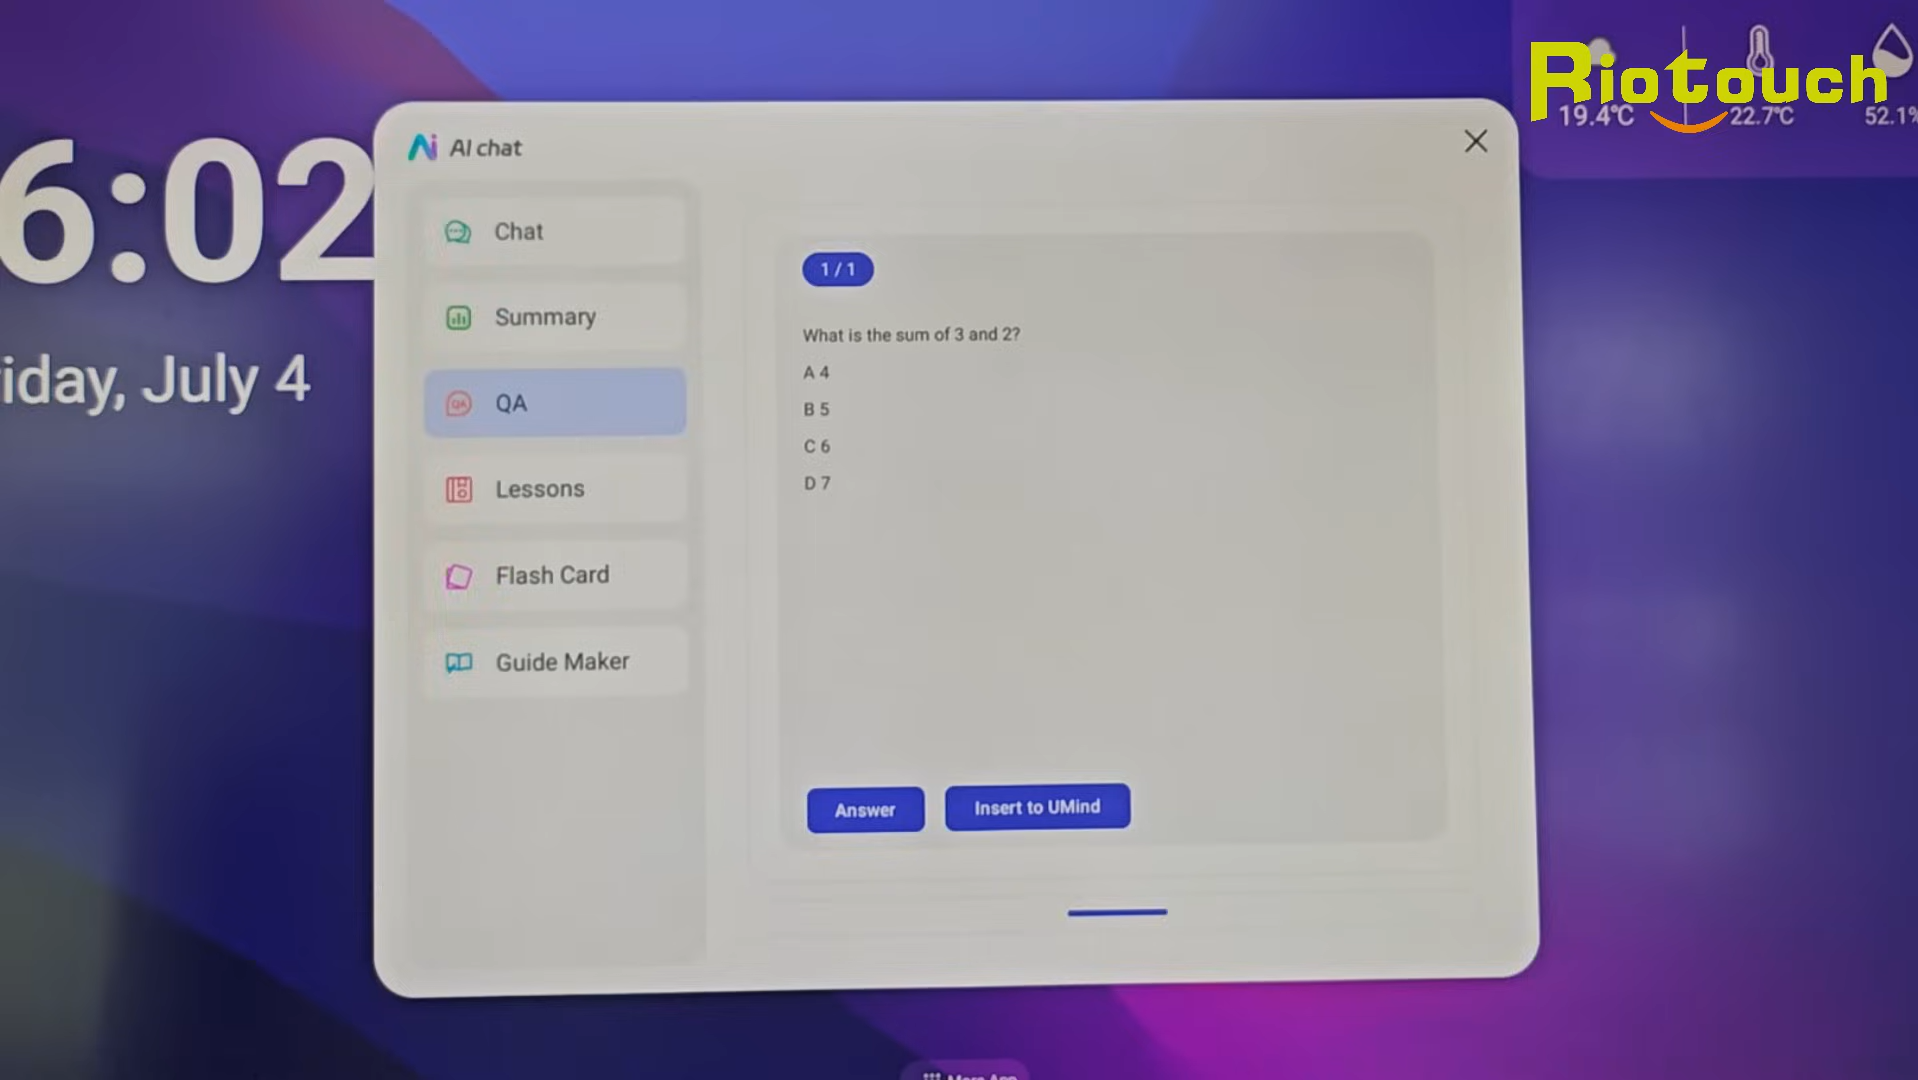 Riotouch
19.4℃
22.7℃
52.1%
6:02
iday, July 4
AI chat
Chat
Summary
QA
Lessons
Flash Card
Guide Maker
1 / 1
What is the sum of 3 and 2?
A 4
B 5
C 6
D 7
Answer
Insert to UMind
More App